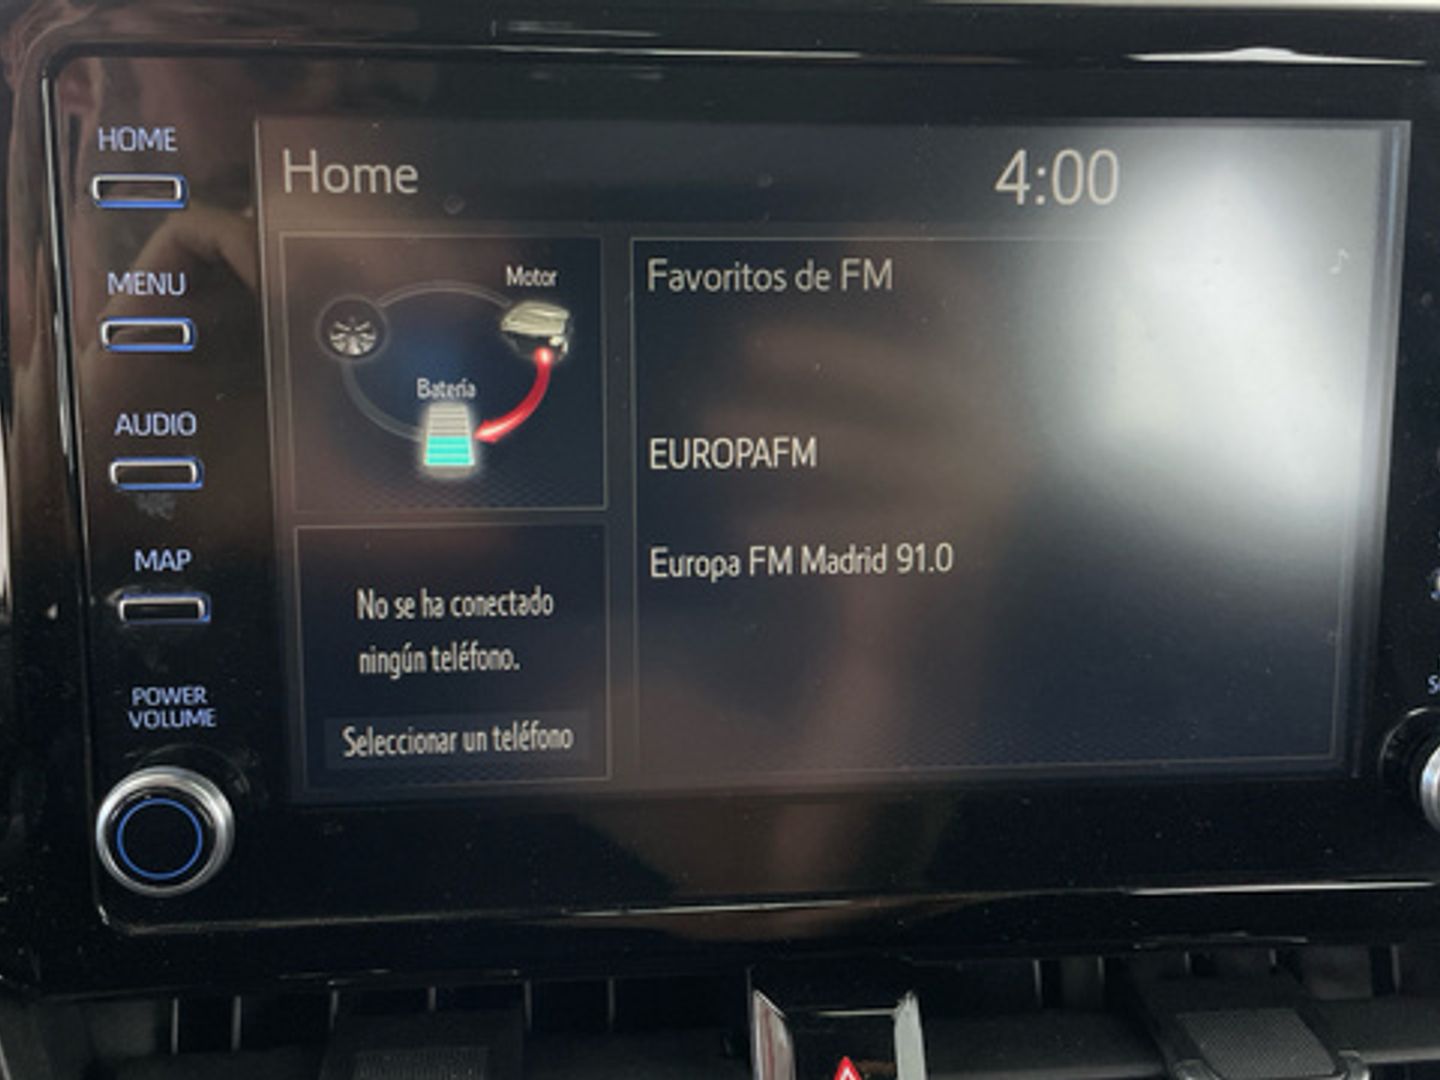 HOME
MENU
AUDIO
MAP
POWER
VOLUME
Home
4:00
Motor
Batería
No se ha conectado
ningún teléfono.
Seleccionar un teléfono
Favoritos de FM
EUROPAFM
Europa FM Madrid 91.0